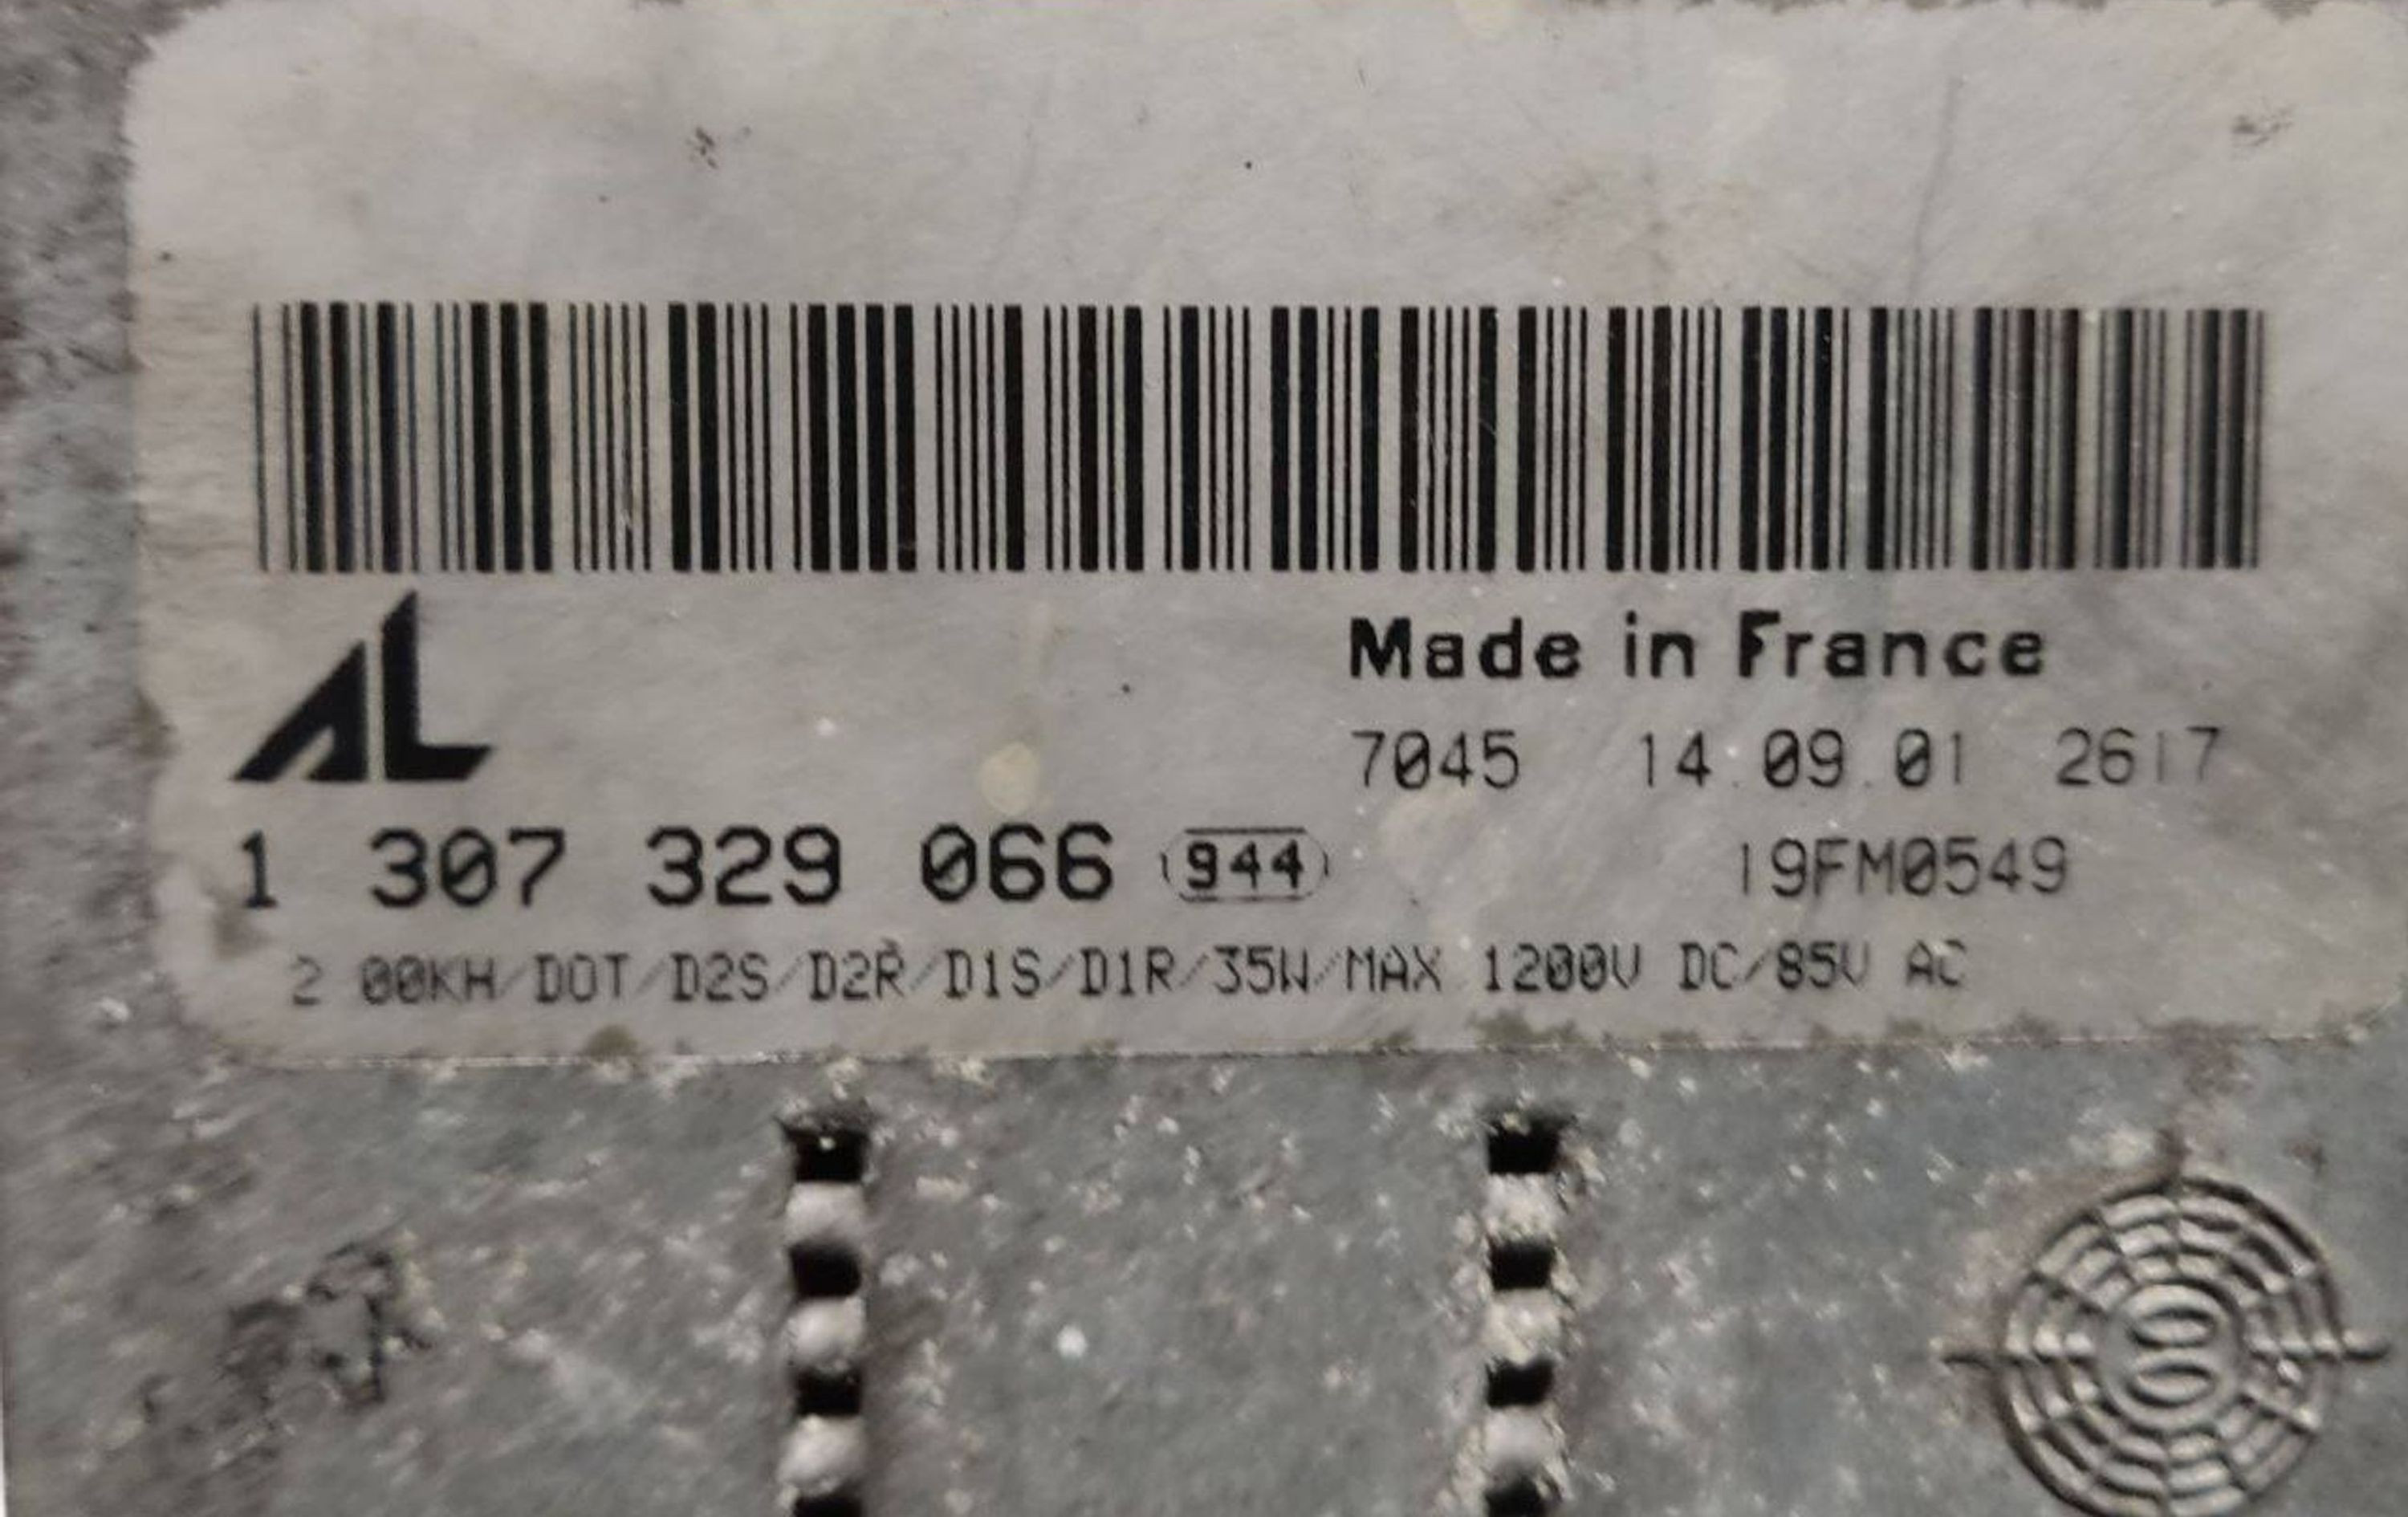 AL
Made in France
7045 14.09.01 2617
1 307 329 066 944 19FM0549
2 00KH/DOT/D2S/D2R/D1S/D1R/35W/MAX 1200V DC/85V AC
00